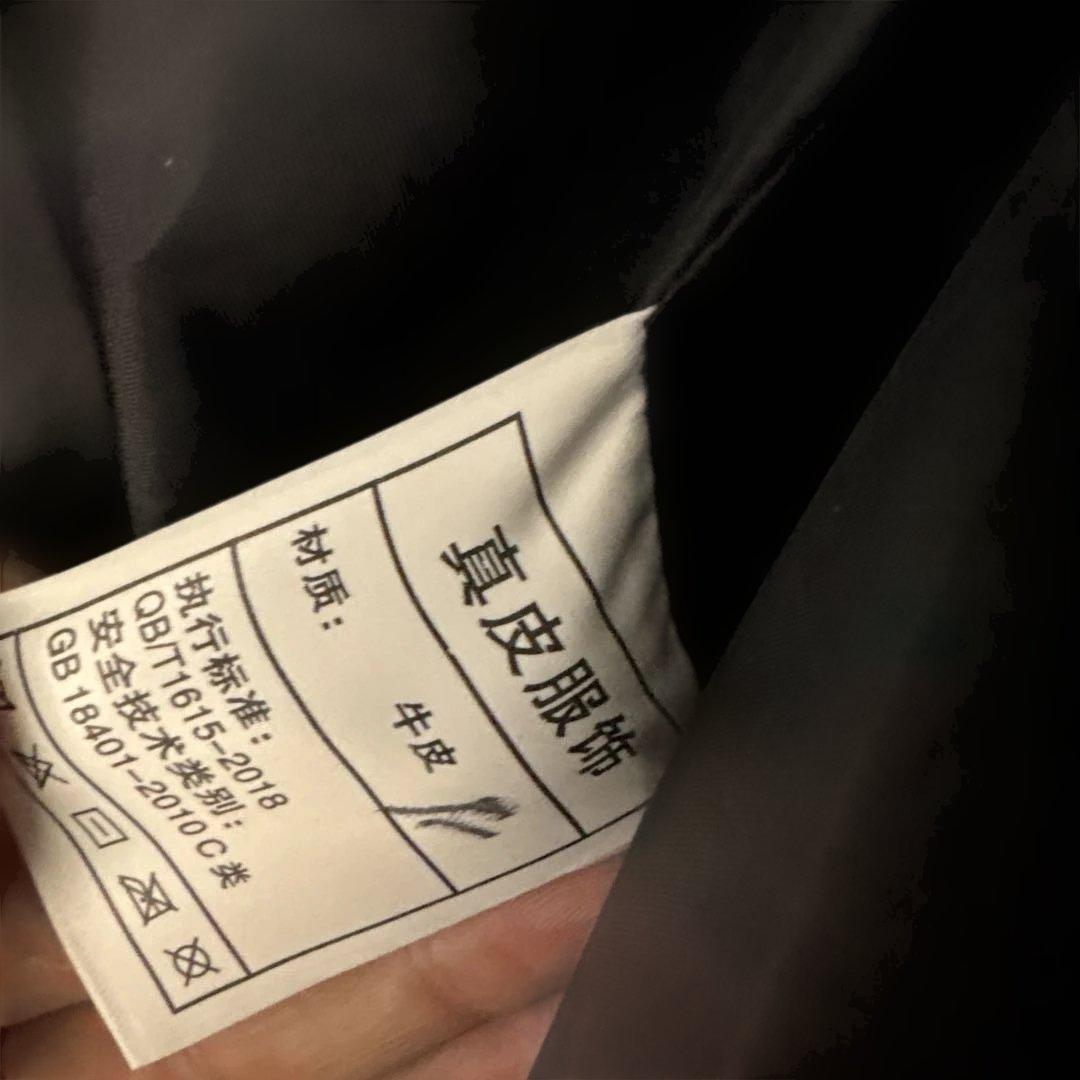 真皮服饰
材质：
牛皮
执行标准：
QB/T1615-2018
安全技术类别：
GB 18401-2010 C 类